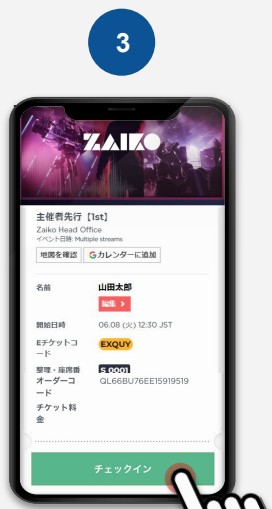 3
ZAIKO
主催者先行【1st】
Zaiko Head Office
イベント日時: Multiple streams
地図を確認 Gカレンダーに追加
名前 山田太郎
編集 >
開始日時 06.08 (火) 12:30 JST
Eチケットコ
ード EXQUY
整理・座席番 S 0001
オーダーコ QL66BU76EE15919519
ード
チケット料
金
チェックイン